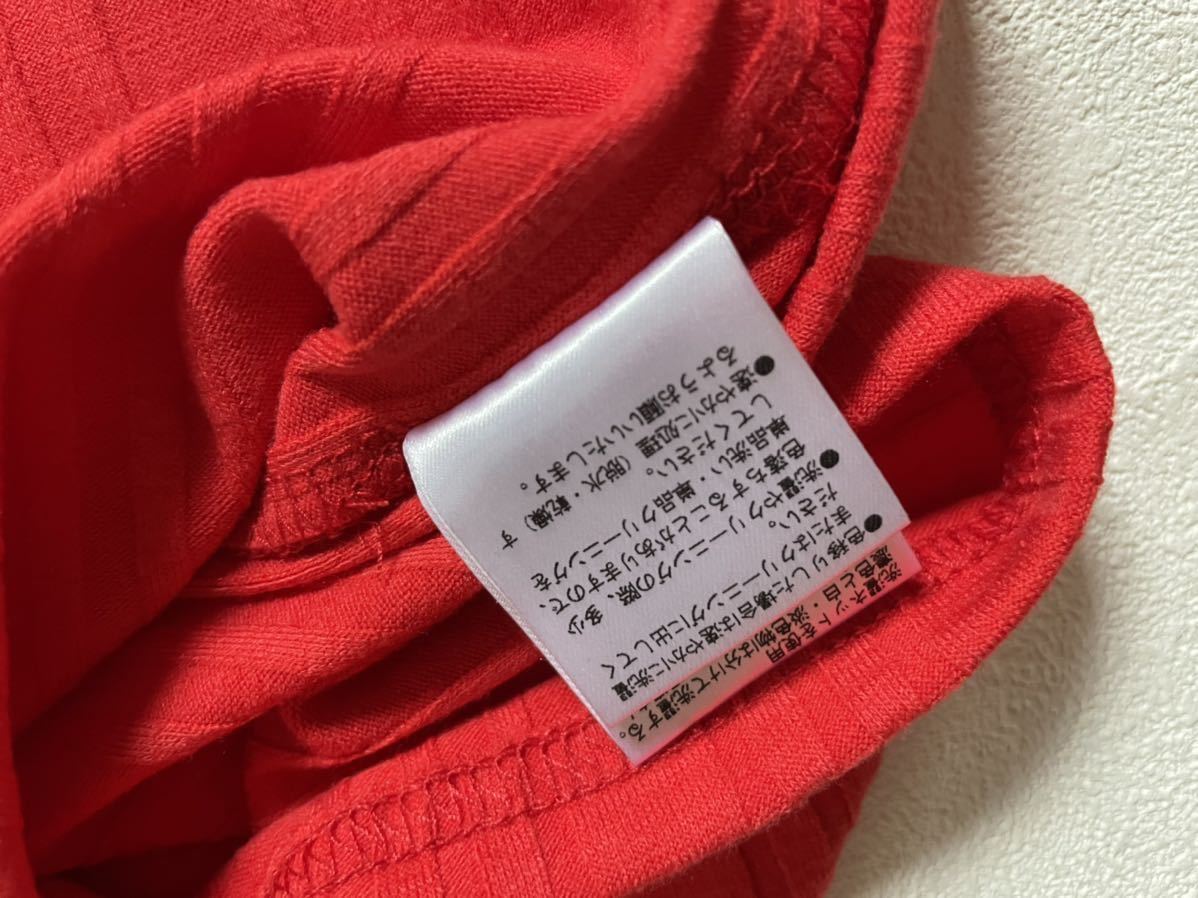 洗濯ネットを使用
濃色と白・淡色物は分けて洗濯する。
●色移りした場合は速やかに洗濯
またはクリーニングに出してく
ださい。
●洗濯やクリーニングの際、多少
色落ちすることがありますので、
単品洗い・単品クリーニングを
してください。
●速やかに処理（脱水・乾燥）す
るようお願いいたします。